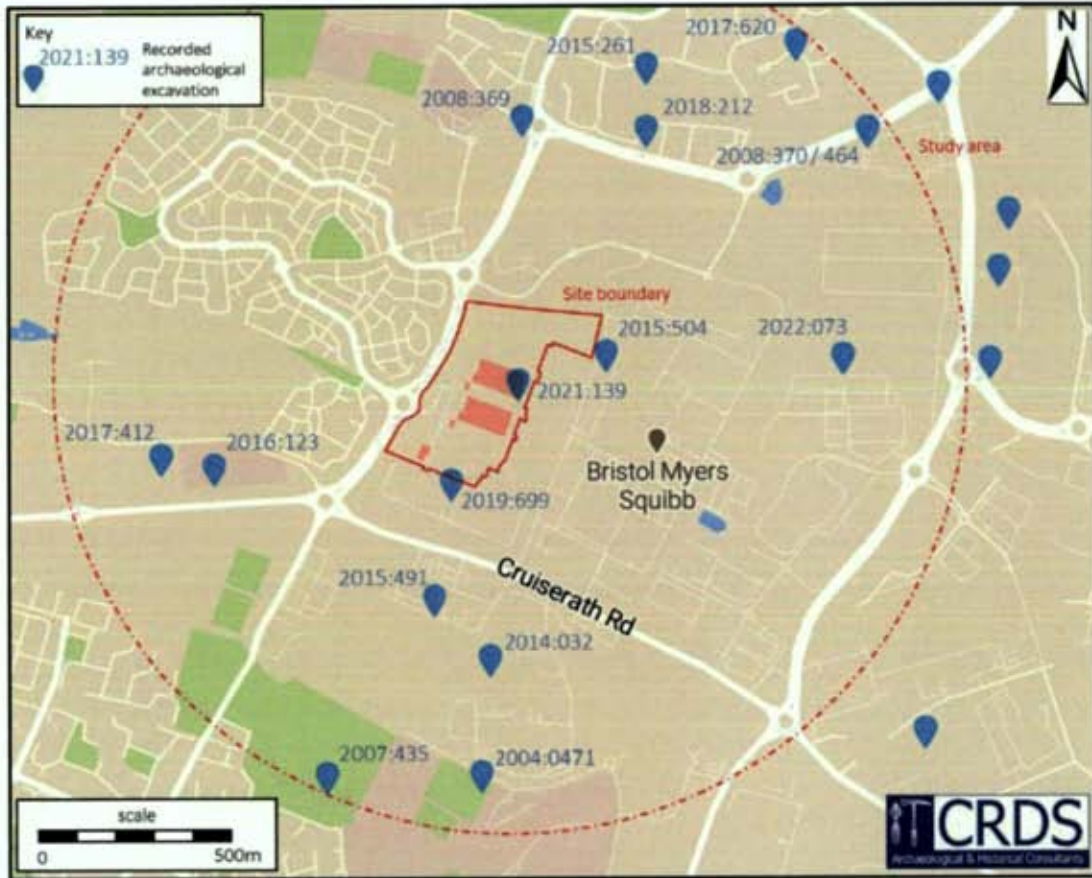 Key
2021:139
Recorded
archaeological
excavation
2017:620
2015:261
N
2008:369
2018:212
2008:370 / 464
Study area
Site boundary
2015:504
2022:073
2021:139
2017:412
2016:123
Bristol Myers
Squibb
2019:699
2015:491
Cruiserath Rd
2014:032
2007:435
2004:0471
scale
0
500m
CRDS
Archaeological & Historical Consultants